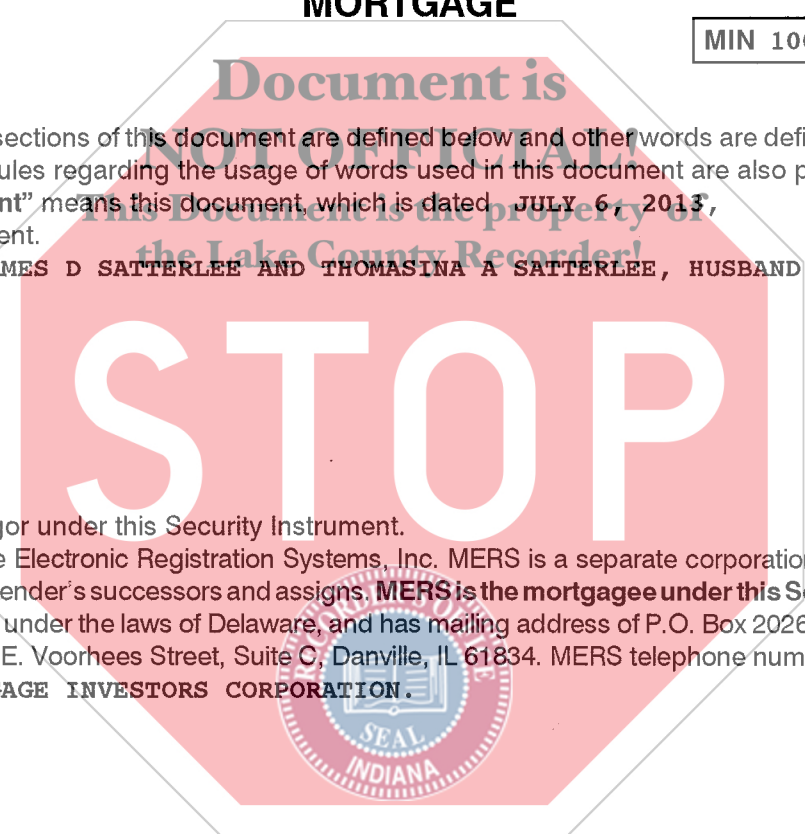 MORTGAGE
MIN 10
Document is
sections of this document are defined below and other words are defi
NOT OFFICIAL!
ules regarding the usage of words used in this document are also p
nt” means this document, which is dated JULY 6, 2013,
This Document is the property of
ent.
the Lake County Recorder!
MES D SATTERLEE AND THOMASINA A SATTERLEE, HUSBAND
STOP
gor under this Security Instrument.
e Electronic Registration Systems, Inc. MERS is a separate corporation
ender's successors and assigns. MERS is the mortgagee under this S
under the laws of Delaware, and has mailing address of P.O. Box 2026
E. Voorhees Street, Suite C, Danville, IL 61834. MERS telephone num
AGE INVESTORS CORPORATION.
RECORDER'S OFFICE
SEAL
INDIANA